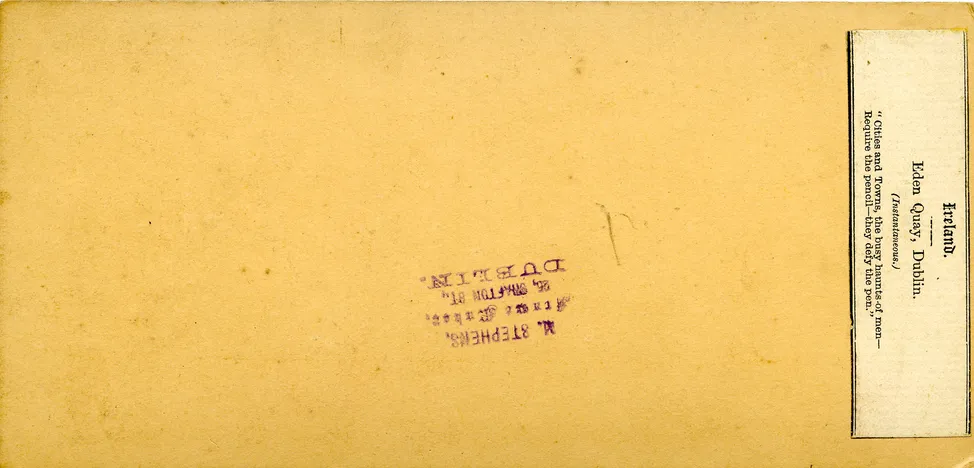 Ireland.
Eden Quay, Dublin.
(Instantaneous.)
"Cities and Towns, the busy haunts of men—
Require the pencil—they defy the pen."
STEPHENS,
GRAFTON ST.,
DUBLIN.